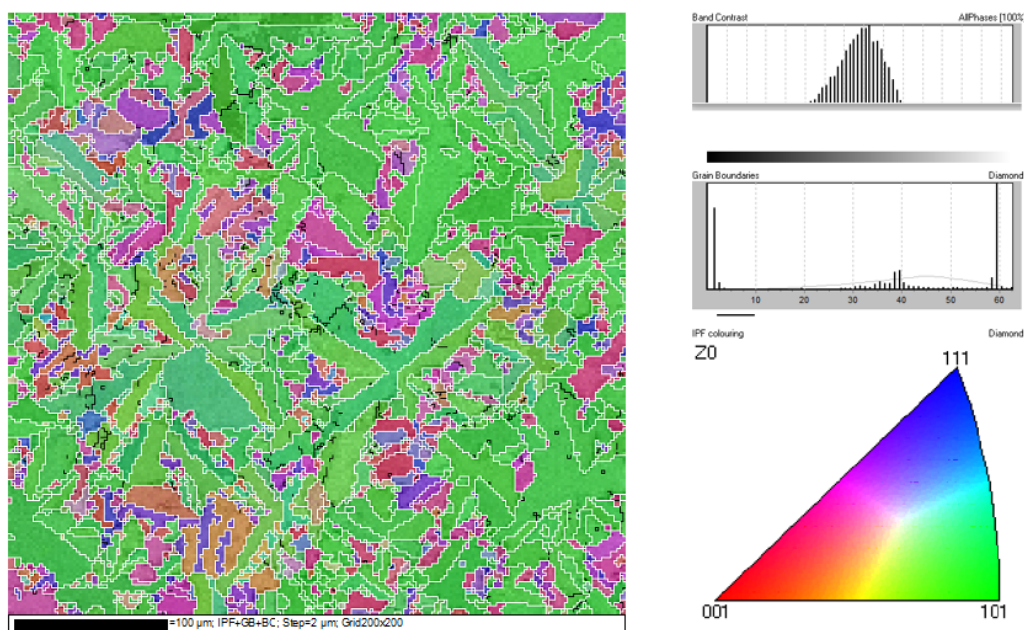 Band Contrast AllPhases [100%
Grain Boundaries Diamond
10 20 30 40 50 60
IPF colouring Diamond
Z0
111
001 101
=100 µm; IPF+GB+BC; Step=2 µm; Grid200x200